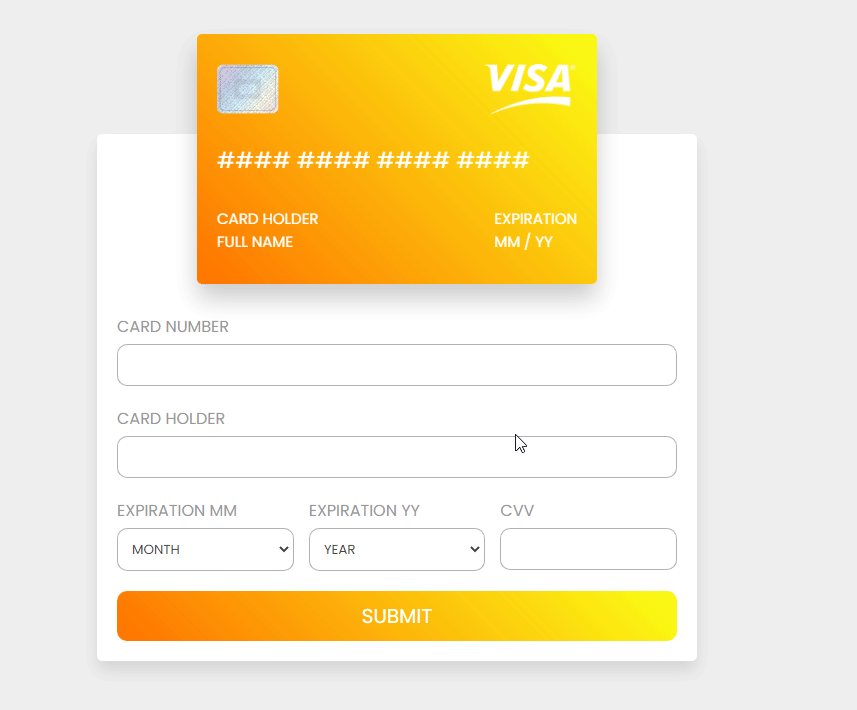 VISA
#### #### #### ####
CARD HOLDER
FULL NAME
EXPIRATION
MM / YY
CARD NUMBER
CARD HOLDER
EXPIRATION MM
EXPIRATION YY
CVV
MONTH
YEAR
SUBMIT